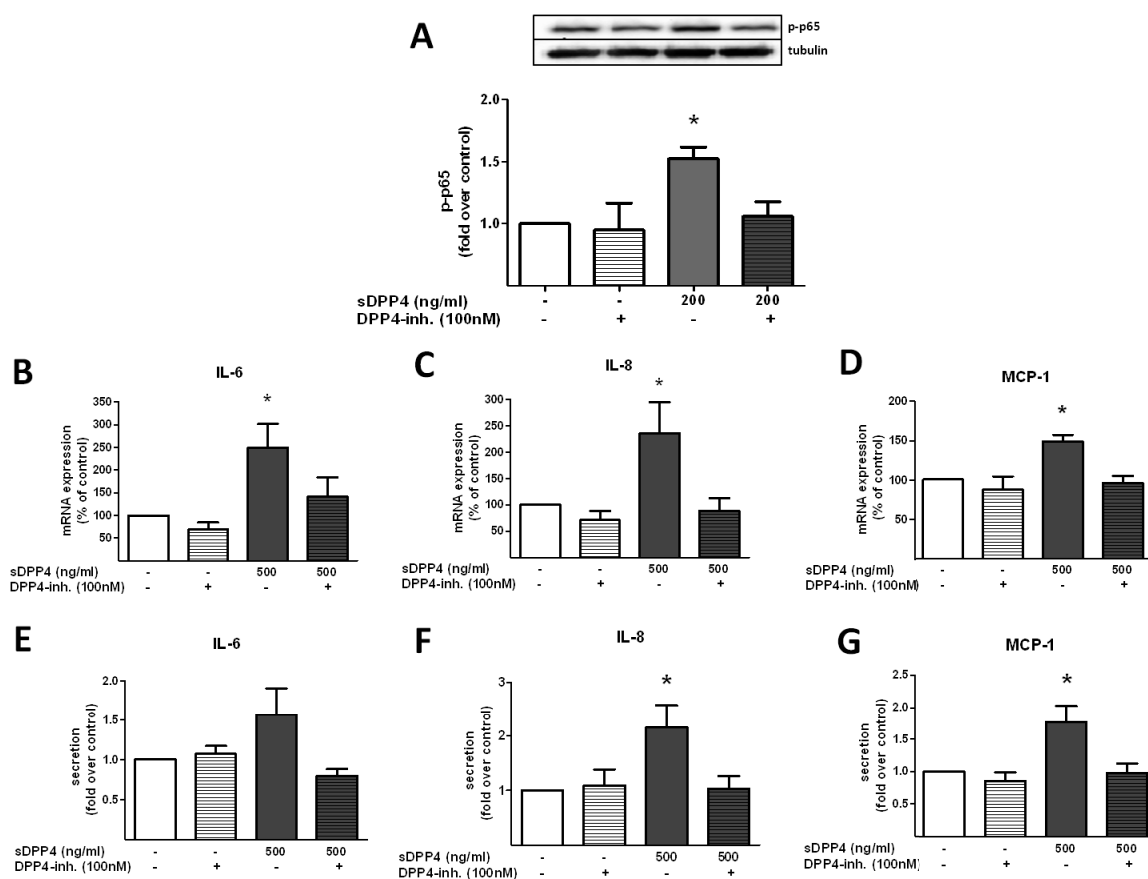 A
p-p65
tubulin
p-p65
(fold over control)
2.0
*
1.5
1.0
sDPP4 (ng/ml) - - 200 200
DPP4-inh. (100nM) - + - +
B
IL-6
mRNA expression
(% of control)
350
300
250
200
150
100
50
*
sDPP4 (ng/ml) - - 500 500
DPP4-inh. (100nM) - + - +
C
IL-8
mRNA expression
(% of control)
300
250
200
150
100
50
*
sDPP4 (ng/ml) - - 500 500
DPP4-inh. (100nM) - + - +
D
MCP-1
mRNA expression
(% of control)
200
150
100
50
*
sDPP4 (ng/ml) - - 500 500
DPP4-inh. (100nM) - + - +
E
IL-6
secretion
(fold over control)
2.0
1.5
1.0
0.5
sDPP4 (ng/ml) - - 500 500
DPP4-inh. (100nM) - + - +
F
IL-8
secretion
(fold over control)
3
2
1
*
sDPP4 (ng/ml) - - 500 500
DPP4-inh. (100nM) - + - +
G
MCP-1
secretion
(fold over control)
2.5
2.0
1.5
1.0
0.5
*
sDPP4 (ng/ml) - - 500 500
DPP4-inh. (100nM) - + - +